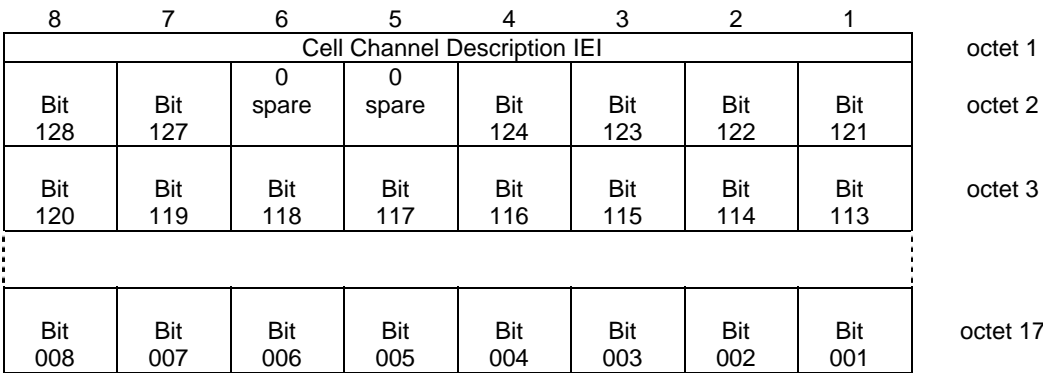 8 7 6 5 4 3 2 1
Cell Channel Description IEI octet 1
0 0
Bit Bit spare spare Bit Bit Bit Bit octet 2
128 127 124 123 122 121
Bit Bit Bit Bit Bit Bit Bit Bit octet 3
120 119 118 117 116 115 114 113
Bit Bit Bit Bit Bit Bit Bit Bit octet 17
008 007 006 005 004 003 002 001